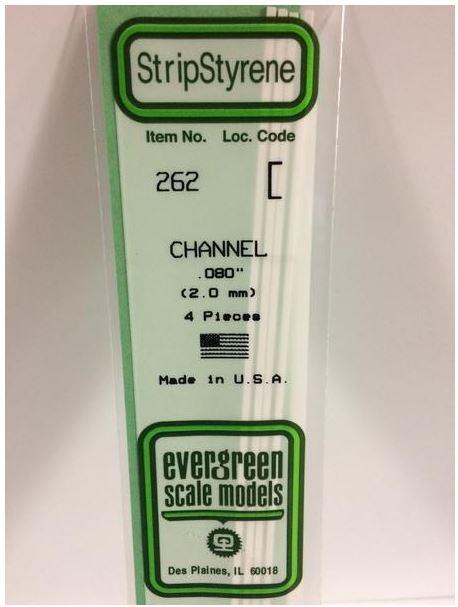 StripStyrene
Item No. Loc. Code
262 [
CHANNEL
.080"
(2.0 mm)
4 Pieces
Made in U.S.A.
evergreen
scale models
Des Plaines, IL 60018